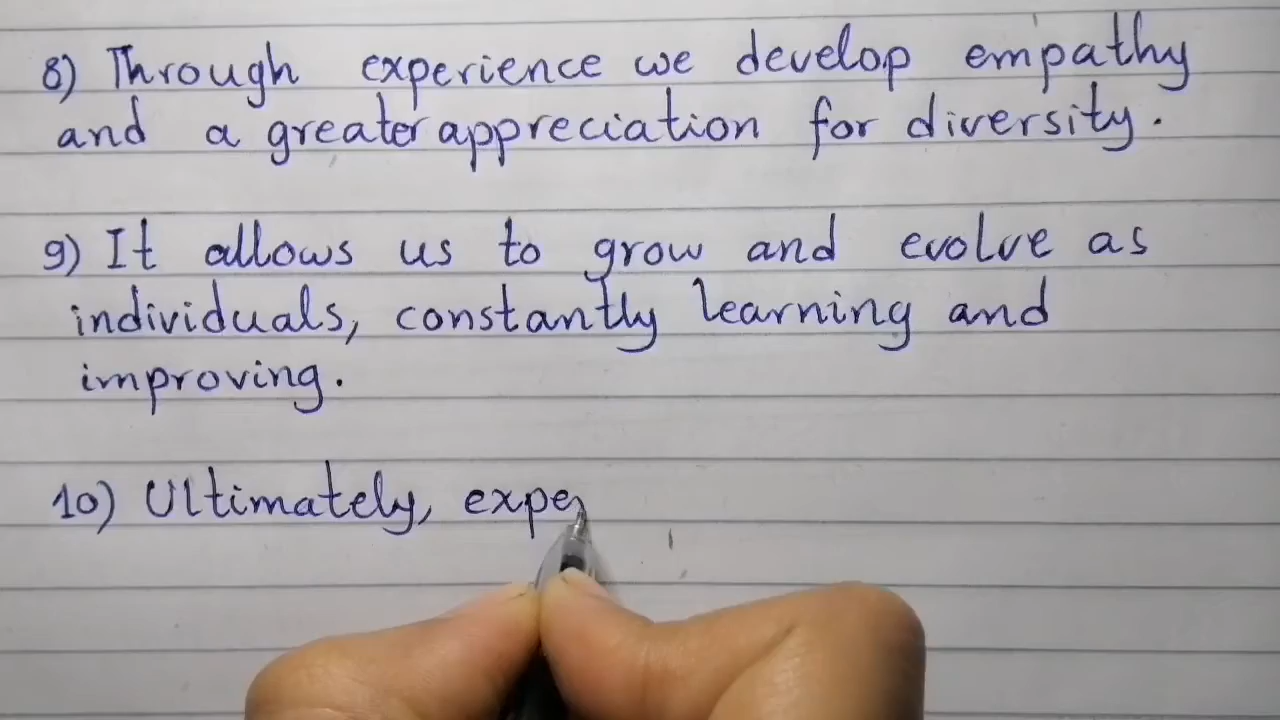 8) Through experience we develop empathy
and a greater appreciation for diversity.
9) It allows us to grow and evolve as
individuals, constantly learning and
improving.
10) Ultimately, expe